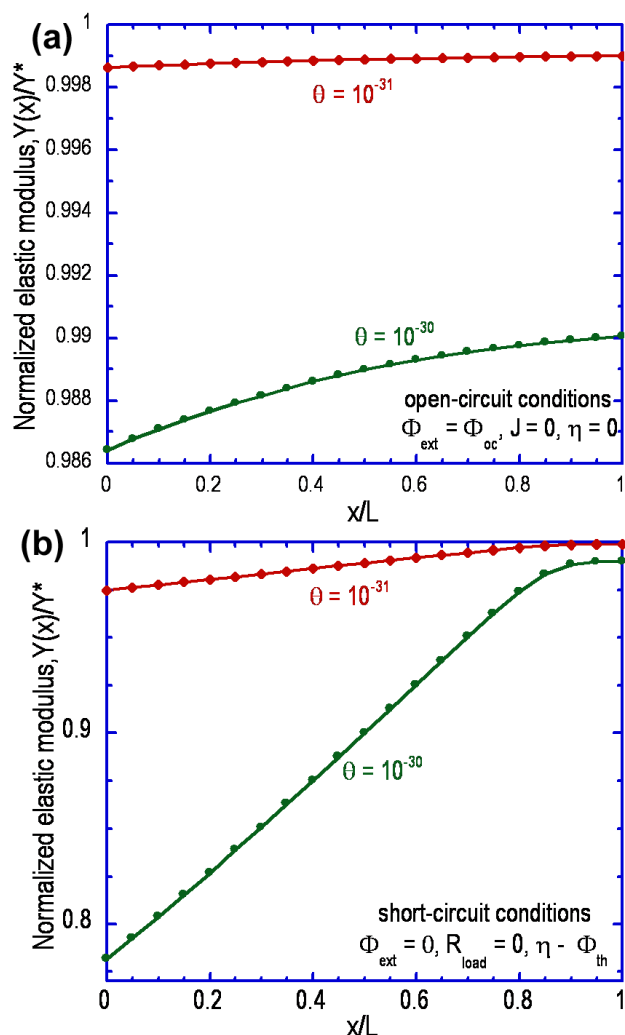 (a)
Normalized elastic modulus, Y(x)/Y*
1
0.998
0.996
0.994
0.992
0.99
0.988
0.986
θ = 10⁻³¹
θ = 10⁻³⁰
open-circuit conditions
Φext = Φoc, J = 0, η = 0
0 0.2 0.4 0.6 0.8 1
x/L
(b)
Normalized elastic modulus, Y(x)/Y*
1
0.9
0.8
θ = 10⁻³¹
θ = 10⁻³⁰
short-circuit conditions
Φext = 0, Rload = 0, η - Φth
0 0.2 0.4 0.6 0.8 1
x/L